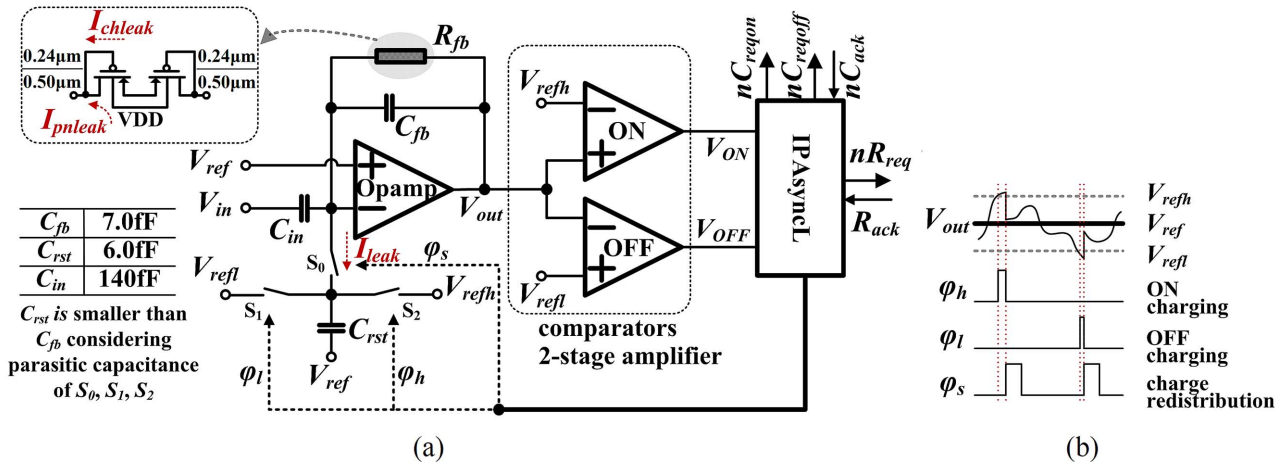 I_chleak
0.24μm
0.50μm
0.24μm
0.50μm
I_pnleak
VDD
R_fb
C_fb
V_ref
V_in
C_in
Opamp
V_out
I_leak
φ_s
S_0
V_refl
V_refh
S_1
S_2
C_rst
V_ref
φ_l
φ_h
C_fb 7.0fF
C_rst 6.0fF
C_in 140fF
C_rst is smaller than
C_fb considering
parasitic capacitance
of S_0, S_1, S_2
V_refh
ON
V_ON
OFF
V_OFF
V_refl
comparators
2-stage amplifier
nC_reqon
nC_reqoff
nC_ack
IPAsyncL
nR_req
R_ack
(a)
V_out
V_refh
V_ref
V_refl
φ_h
ON
charging
φ_l
OFF
charging
φ_s
charge
redistribution
(b)